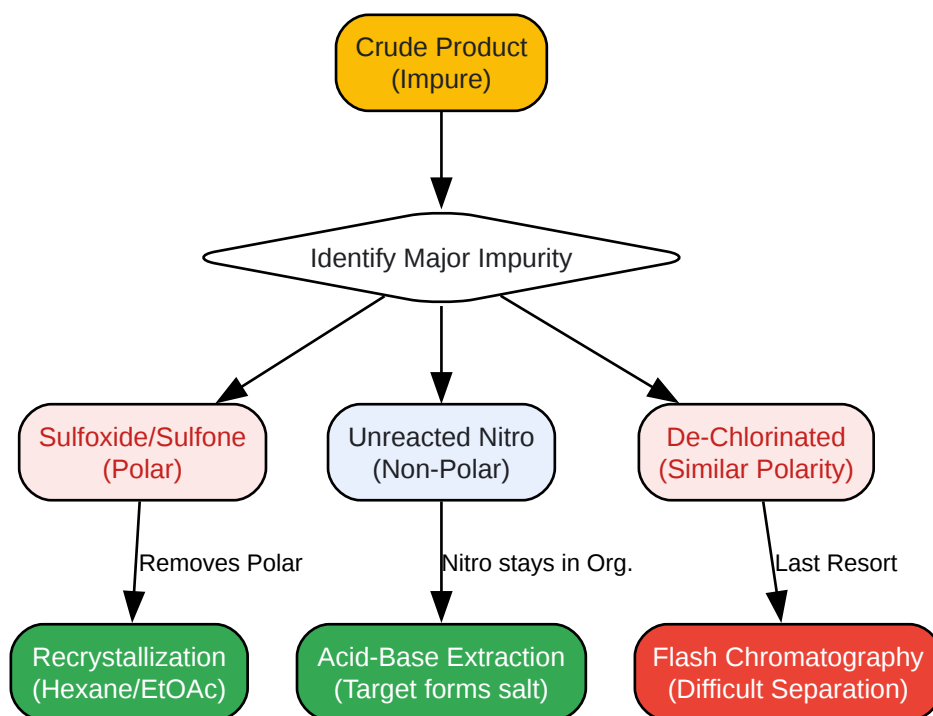 Crude Product
(Impure)
Identify Major Impurity
Sulfoxide/Sulfone
(Polar)
Unreacted Nitro
(Non-Polar)
De-Chlorinated
(Similar Polarity)
Removes Polar
Nitro stays in Org.
Last Resort
Recrystallization
(Hexane/EtOAc)
Acid-Base Extraction
(Target forms salt)
Flash Chromatography
(Difficult Separation)